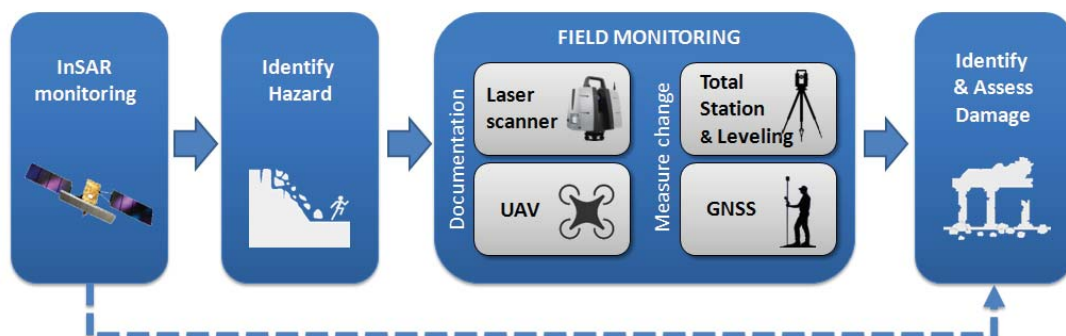 InSAR
monitoring
Identify
Hazard
FIELD MONITORING
Documentation
Laser
scanner
UAV
Measure change
Total
Station
& Leveling
GNSS
Identify
& Assess
Damage